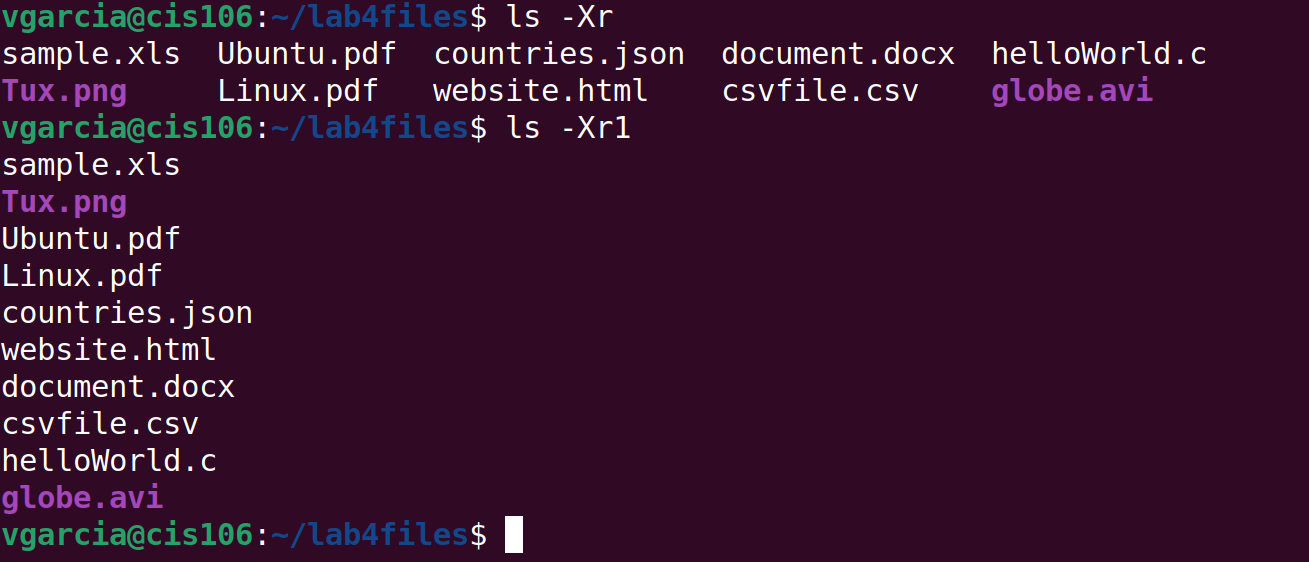 vgarcia@cis106:~/lab4files$ ls -Xr
sample.xls  Ubuntu.pdf  countries.json  document.docx  helloWorld.c
Tux.png     Linux.pdf   website.html    csvfile.csv    globe.avi
vgarcia@cis106:~/lab4files$ ls -Xr1
sample.xls
Tux.png
Ubuntu.pdf
Linux.pdf
countries.json
website.html
document.docx
csvfile.csv
helloWorld.c
globe.avi
vgarcia@cis106:~/lab4files$